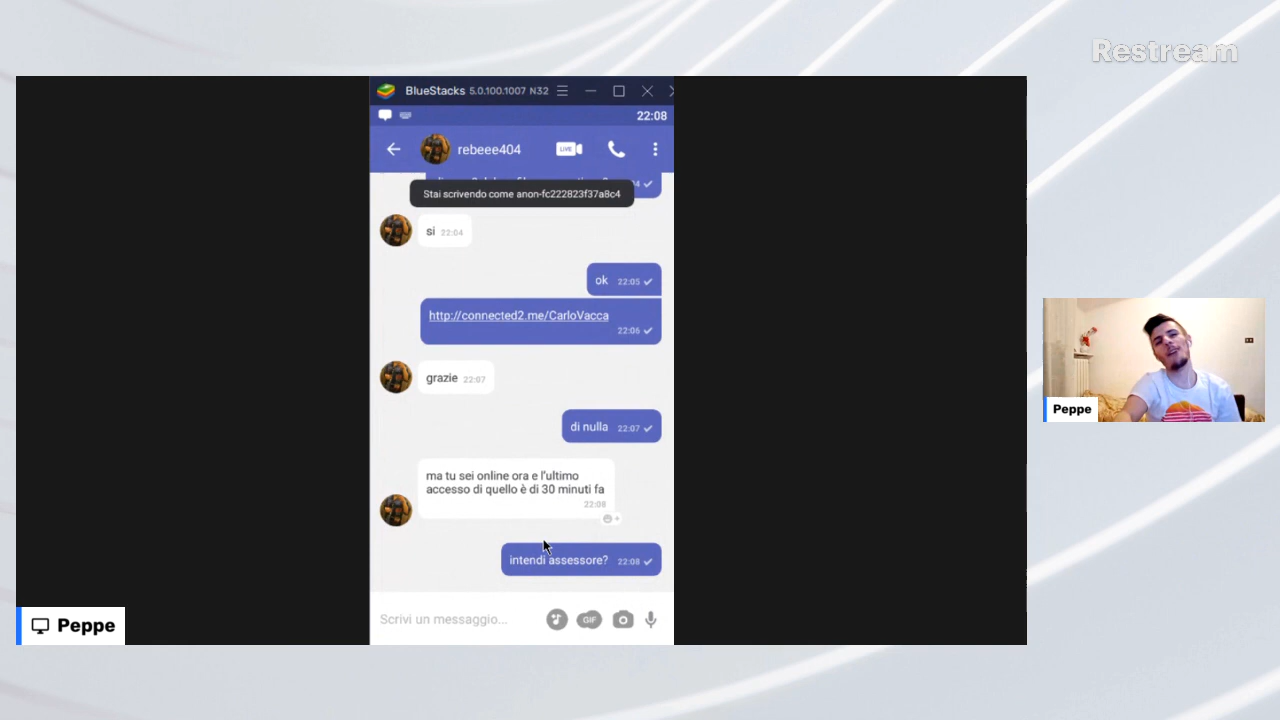 Restream
BlueStacks 5.0.100.1007 N32
22:08
rebeee404
LIVE
Stai scrivendo come anon-fc222823f37a8c4
si 22:04
ok 22:05
http://connected2.me/CarloVacca
22:06
grazie 22:07
di nulla 22:07
ma tu sei online ora e l'ultimo
accesso di quello è di 30 minuti fa
22:08
intendi assessore? 22:08
Scrivi un messaggio...
GIF
Peppe
Peppe